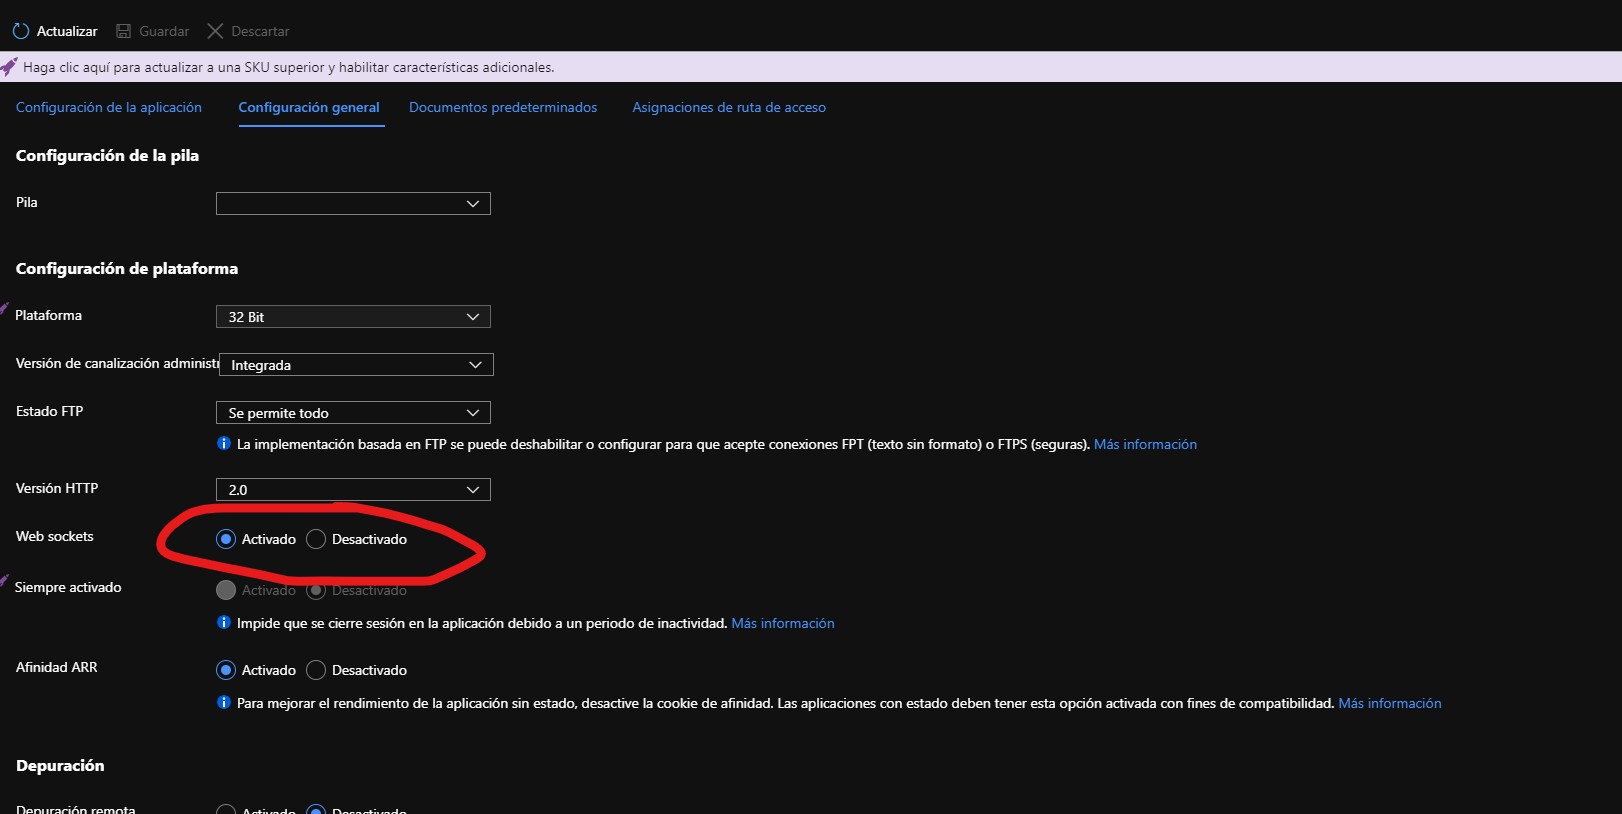 Actualizar Guardar Descartar
Haga clic aquí para actualizar a una SKU superior y habilitar características adicionales.
Configuración de la aplicación Configuración general Documentos predeterminados Asignaciones de ruta de acceso
Configuración de la pila
Pila
Configuración de plataforma
Plataforma 32 Bit
Versión de canalización administr Integrada
Estado FTP Se permite todo
La implementación basada en FTP se puede deshabilitar o configurar para que acepte conexiones FPT (texto sin formato) o FTPS (seguras). Más información
Versión HTTP 2.0
Web sockets Activado Desactivado
Siempre activado Activado Desactivado
Impide que se cierre sesión en la aplicación debido a un periodo de inactividad. Más información
Afinidad ARR Activado Desactivado
Para mejorar el rendimiento de la aplicación sin estado, desactive la cookie de afinidad. Las aplicaciones con estado deben tener esta opción activada con fines de compatibilidad. Más información
Depuración
Depuración remota Activado Desactivado